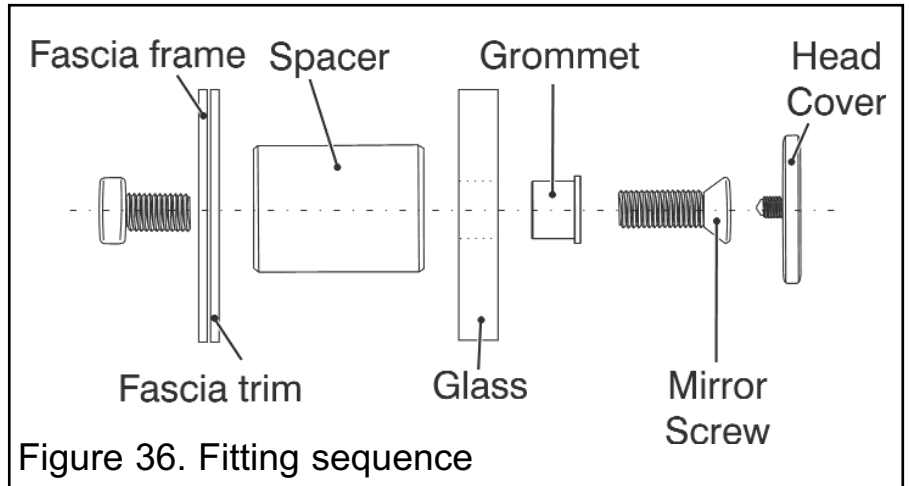 Fascia frame
Spacer
Grommet
Head
Cover
Fascia trim
Glass
Mirror
Screw
Figure 36. Fitting sequence